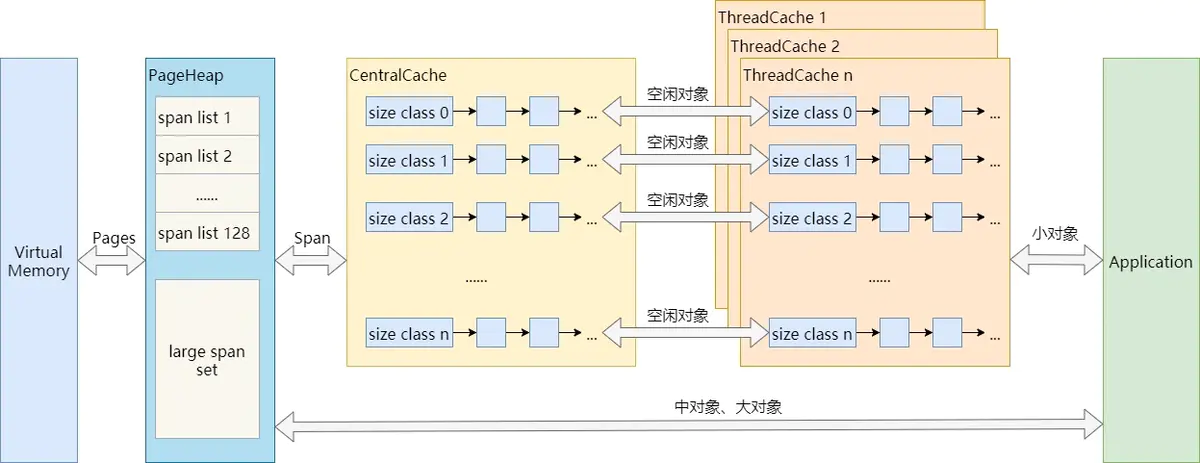 Virtual
Memory
Pages
PageHeap
span list 1
span list 2
......
span list 128
large span
set
Span
CentralCache
size class 0
...
size class 1
...
size class 2
...
......
size class n
...
空闲对象
空闲对象
空闲对象
空闲对象
ThreadCache 1
ThreadCache 2
ThreadCache n
size class 0
...
size class 1
...
size class 2
...
......
size class n
...
小对象
中对象、大对象
Application